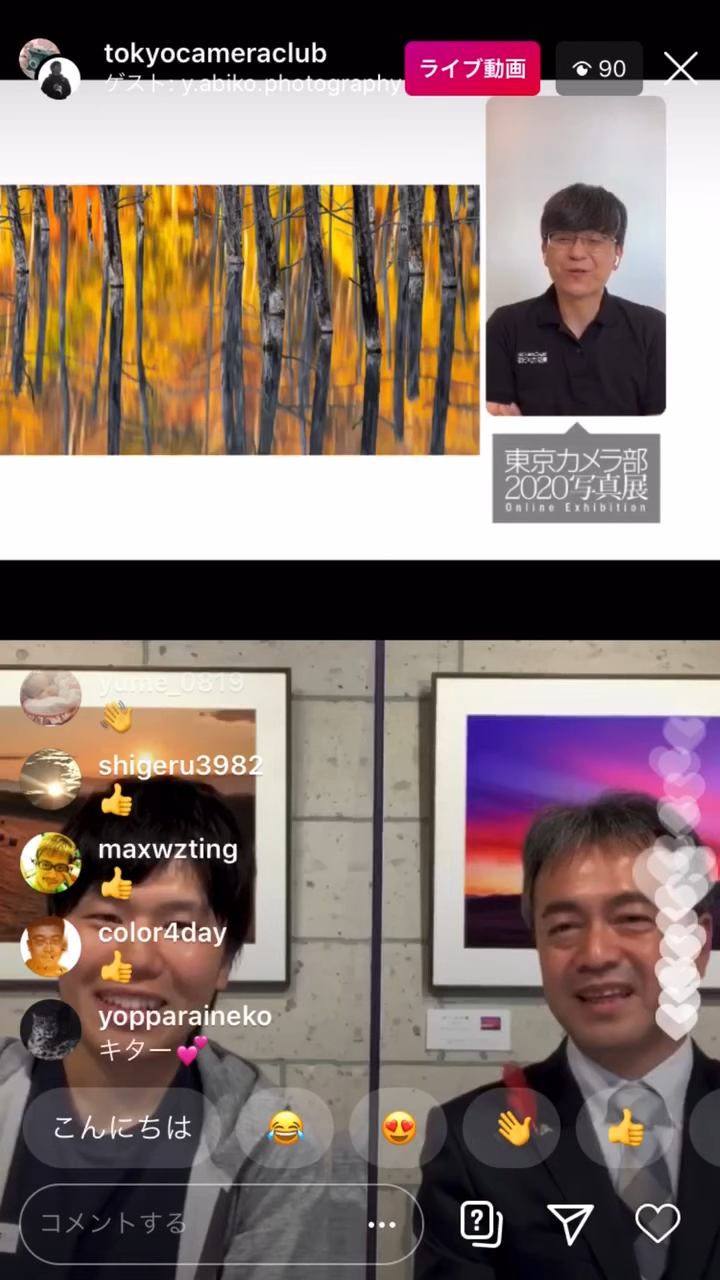 tokyocameraclub
ゲスト: y.abiko.photography
ライブ動画
90
東京カメラ部
2020写真展
Online Exhibition
yume_0819
👋
shigeru3982
👍
maxwzting
👍
color4day
👍
yopparaineko
キター💕
こんにちは
😂
😍
👋
👍
コメントする